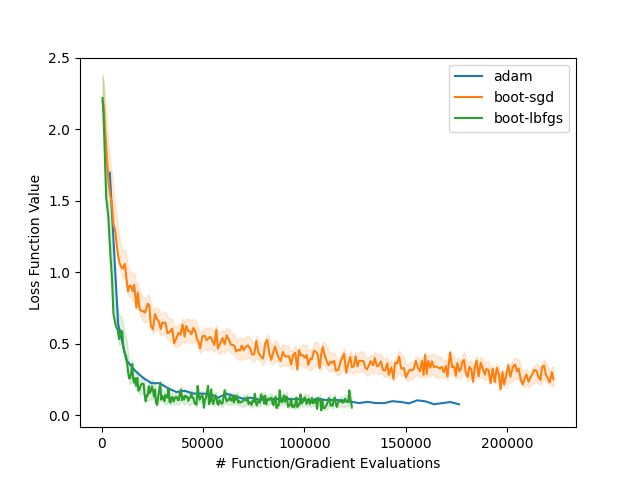 2.5
2.0
1.5
1.0
0.5
0.0
Loss Function Value
adam
boot-sgd
boot-lbfgs
0
50000
100000
150000
200000
# Function/Gradient Evaluations